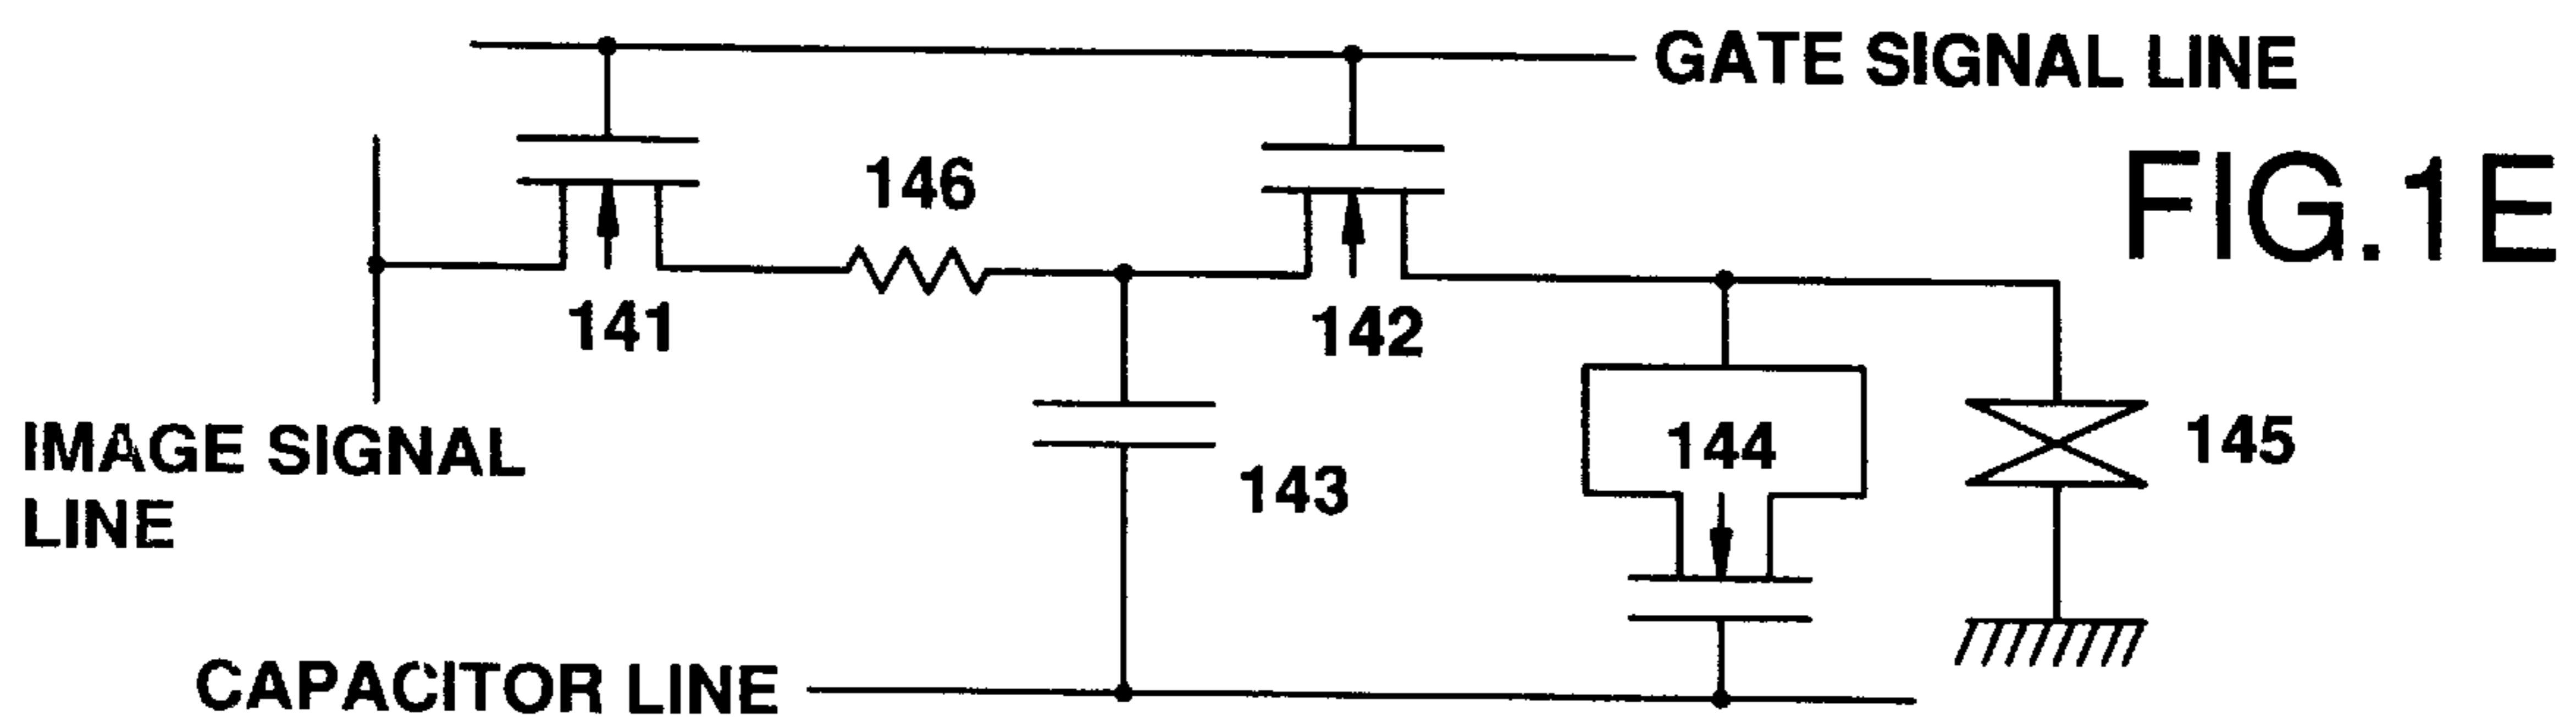 GATE SIGNAL LINE
FIG.1E
146
141
142
IMAGE SIGNAL
LINE
143
144
145
CAPACITOR LINE